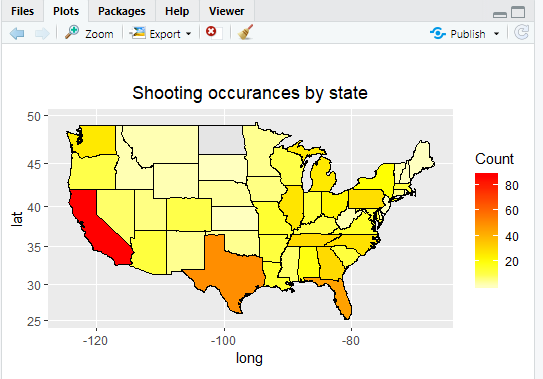 Files Plots Packages Help Viewer
Zoom Export Publish
Shooting occurances by state
50
45
40
35
30
25
lat
-120 -100 -80
long
Count
80
60
40
20